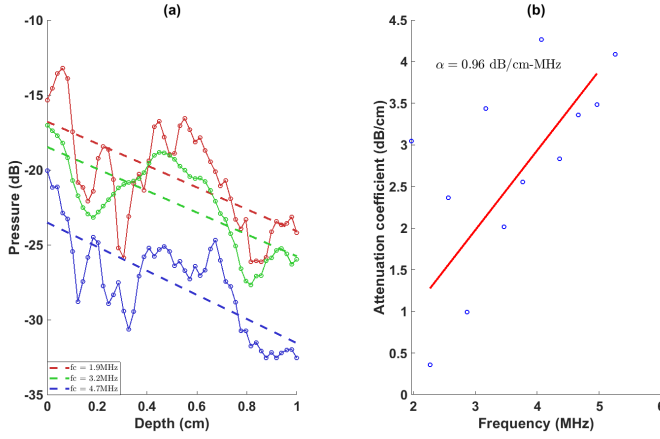 (a)
-10
-15
-20
-25
-30
-35
0
0.2
0.4
0.6
0.8
1
Pressure (dB)
Depth (cm)
fc = 1.9MHz
fc = 3.2MHz
fc = 4.7MHz
(b)
4.5
4
3.5
3
2.5
2
1.5
1
0.5
0
2
3
4
5
6
Attenuation coefficient (dB/cm)
Frequency (MHz)
α = 0.96 dB/cm-MHz